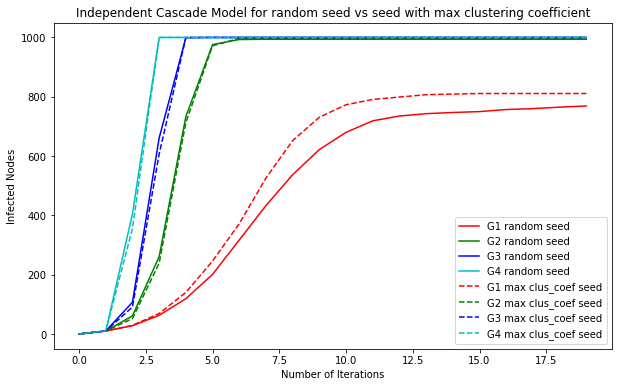 Independent Cascade Model for random seed vs seed with max clustering coefficient
1000
800
600
400
200
0
Infected Nodes
0.0 2.5 5.0 7.5 10.0 12.5 15.0 17.5
Number of Iterations
G1 random seed
G2 random seed
G3 random seed
G4 random seed
G1 max clus_coef seed
G2 max clus_coef seed
G3 max clus_coef seed
G4 max clus_coef seed